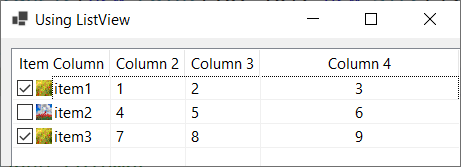 Using ListView
Item Column Column 2 Column 3 Column 4
item1 1 2 3
item2 4 5 6
item3 7 8 9